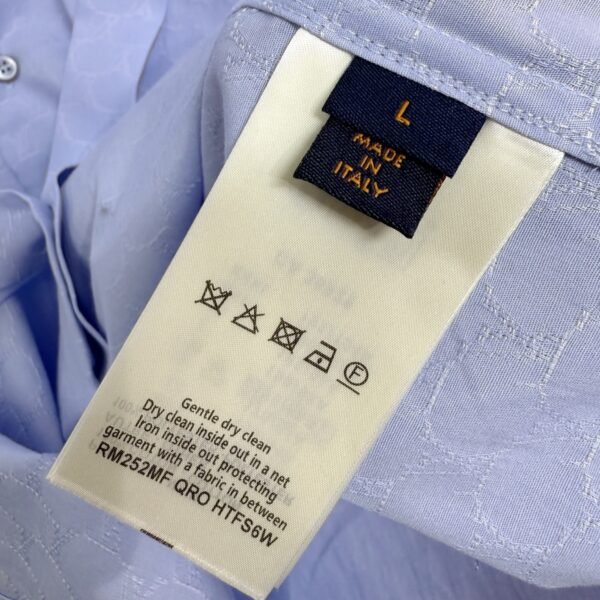 L
MADE
IN
ITALY
F
Gentle dry clean
Dry clean inside out in a net
Iron inside out protecting
garment with a fabric in between
RM252MF QRO HTFS6W